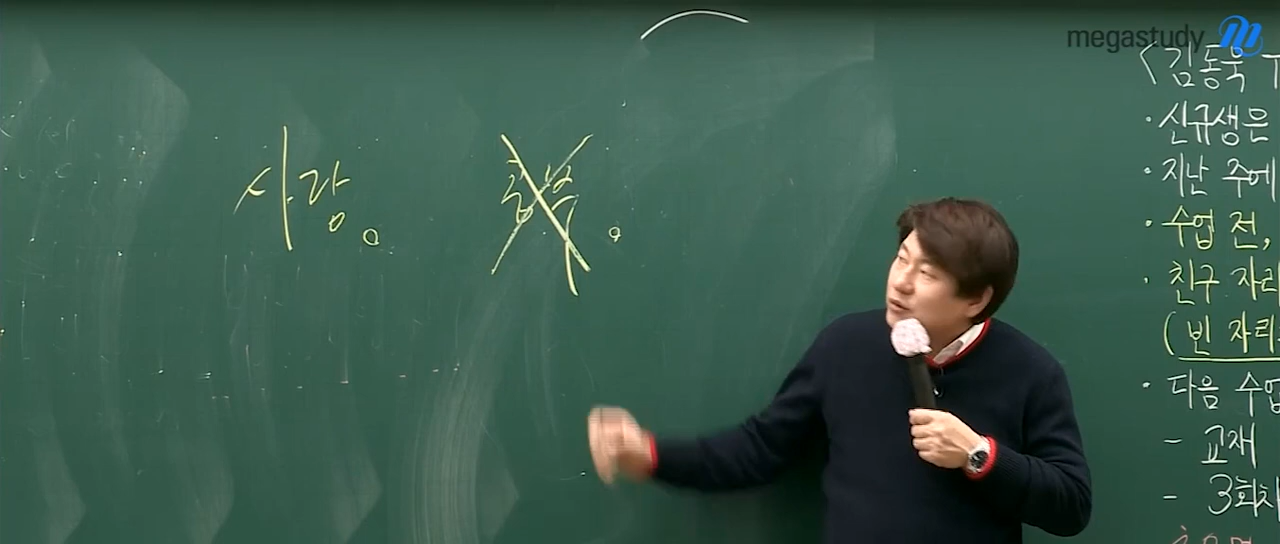 megastudy
사랑。
<김동욱
· 신규생은
· 지난 주에
· 수업 전,
· 친구 자리
(빈 자리
· 다음 수업
- 교재
- 3회차